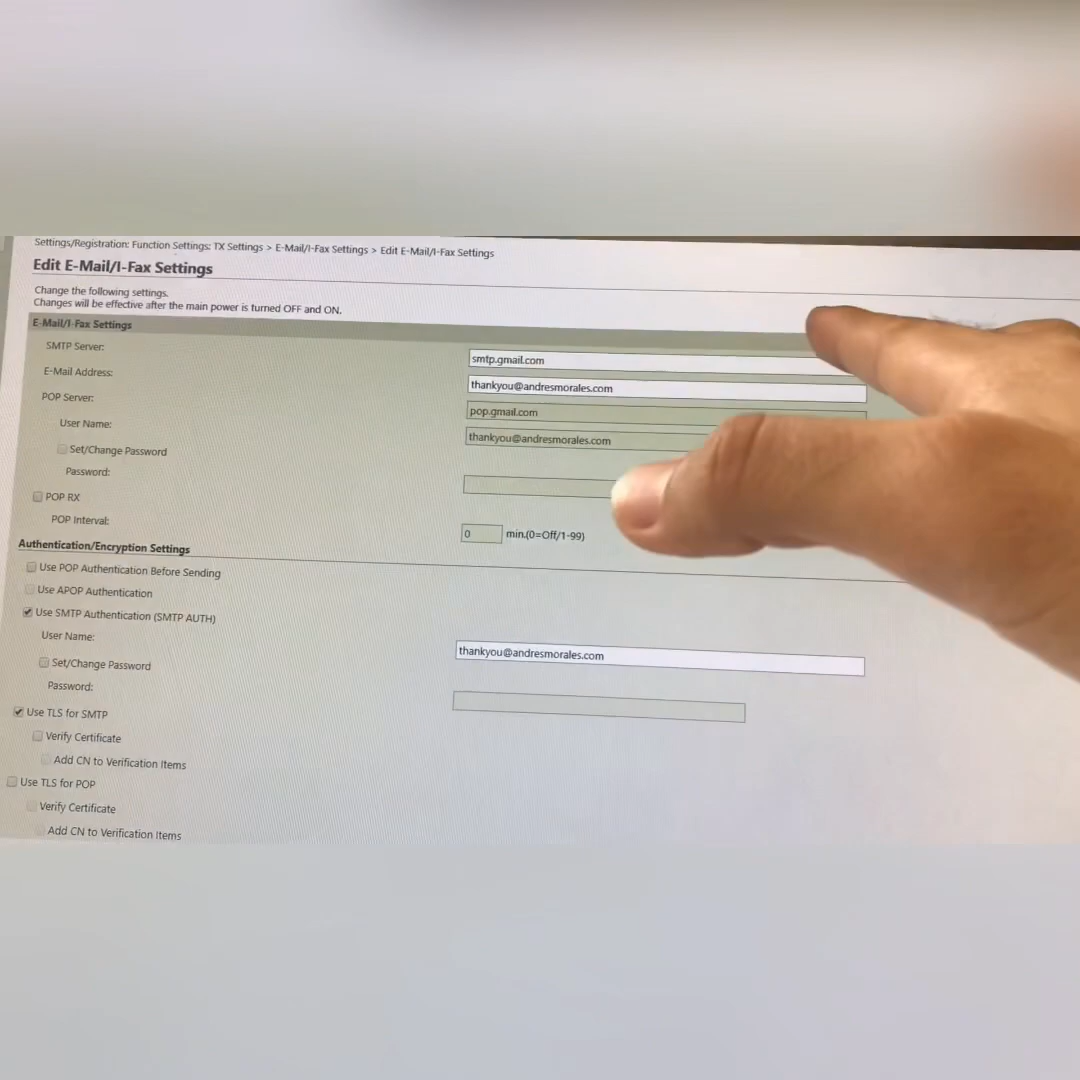 Settings/Registration: Function Settings: TX Settings > E-Mail/I-Fax Settings > Edit E-Mail/I-Fax Settings
Edit E-Mail/I-Fax Settings
Change the following settings.
Changes will be effective after the main power is turned OFF and ON.
E-Mail/I-Fax Settings
SMTP Server: smtp.gmail.com
E-Mail Address: thankyou@andresmorales.com
POP Server: pop.gmail.com
User Name: thankyou@andresmorales.com
Set/Change Password
Password:
POP RX
POP Interval: 0 min.(0=Off/1-99)
Authentication/Encryption Settings
Use POP Authentication Before Sending
Use APOP Authentication
Use SMTP Authentication (SMTP AUTH)
User Name: thankyou@andresmorales.com
Set/Change Password
Password:
Use TLS for SMTP
Verify Certificate
Add CN to Verification Items
Use TLS for POP
Verify Certificate
Add CN to Verification Items